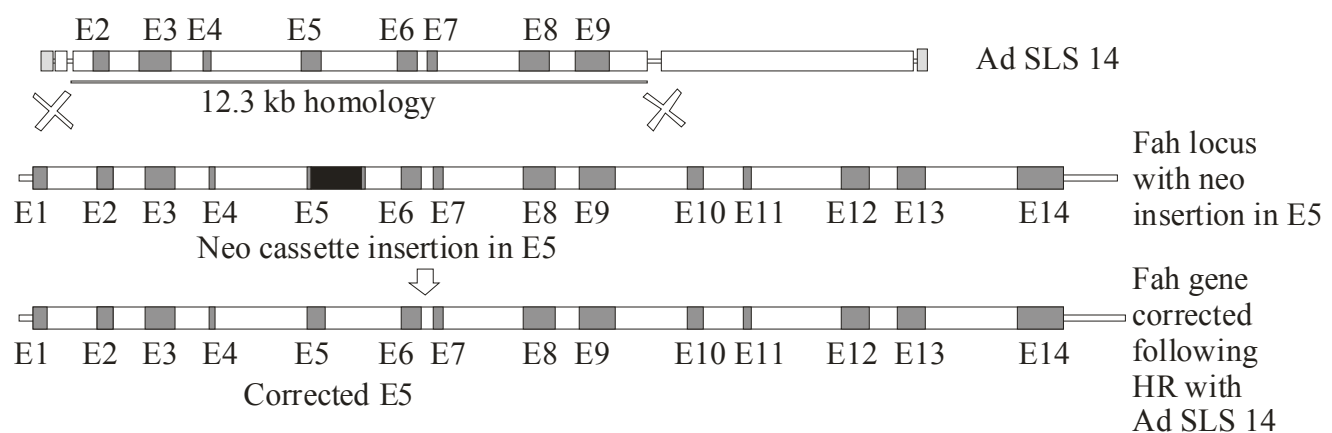 E2 E3 E4 E5 E6 E7 E8 E9
Ad SLS 14
12.3 kb homology
Fah locus
with neo
insertion in E5
E1 E2 E3 E4 E5 E6 E7 E8 E9 E10 E11 E12 E13 E14
Neo cassette insertion in E5
Fah gene
corrected
following
HR with
Ad SLS 14
E1 E2 E3 E4 E5 E6 E7 E8 E9 E10 E11 E12 E13 E14
Corrected E5